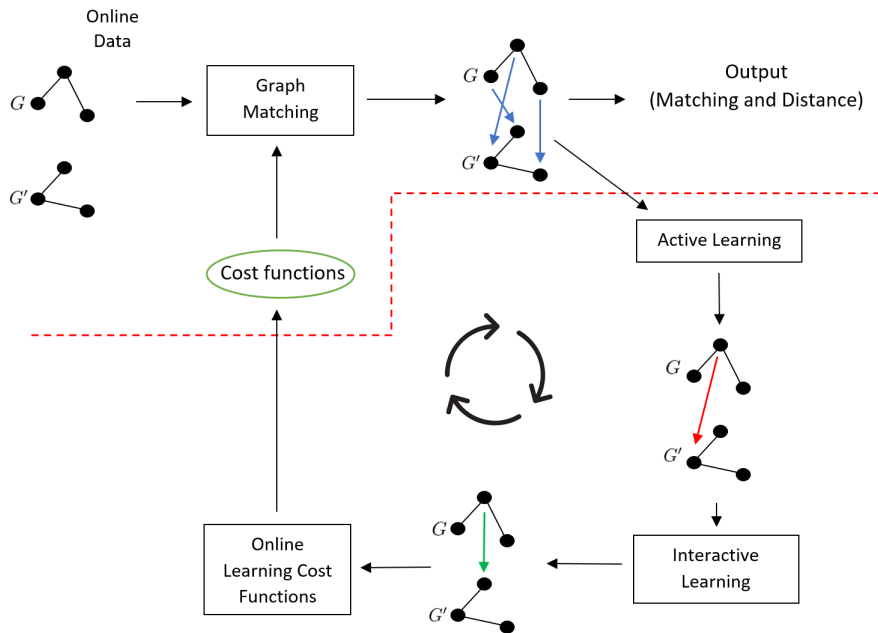 Online
Data
G
G′
Graph
Matching
G
G′
Output
(Matching and Distance)
Cost functions
Active Learning
G
G′
Interactive
Learning
G
G′
Online
Learning Cost
Functions